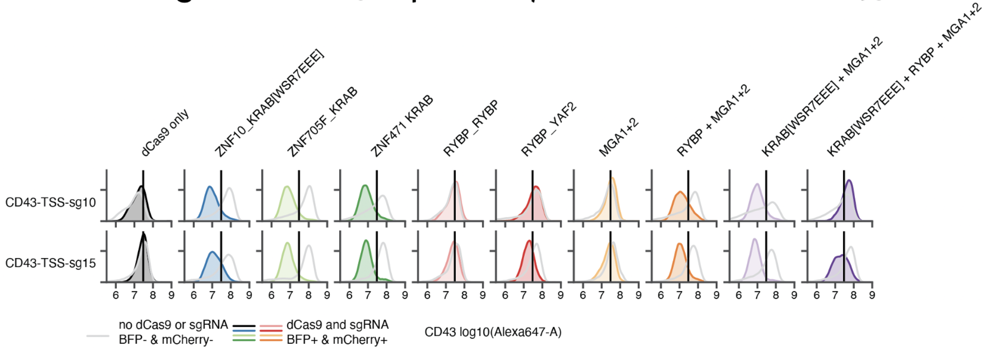 dCas9 only
ZNF10_KRAB[WSR7EEE]
ZNF705F_KRAB
ZNF471 KRAB
RYBP_RYBP
RYBP_YAF2
MGA1+2
RYBP + MGA1+2
KRAB[WSR7EEE] + MGA1+2
KRAB[WSR7EEE] + RYBP + MGA1+2
CD43-TSS-sg10
CD43-TSS-sg15
6 7 8 9 6 7 8 9 6 7 8 9 6 7 8 9 6 7 8 9 6 7 8 9 6 7 8 9 6 7 8 9 6 7 8 9 6 7 8 9
no dCas9 or sgRNA
BFP- & mCherry-
dCas9 and sgRNA
BFP+ & mCherry+
CD43 log10(Alexa647-A)